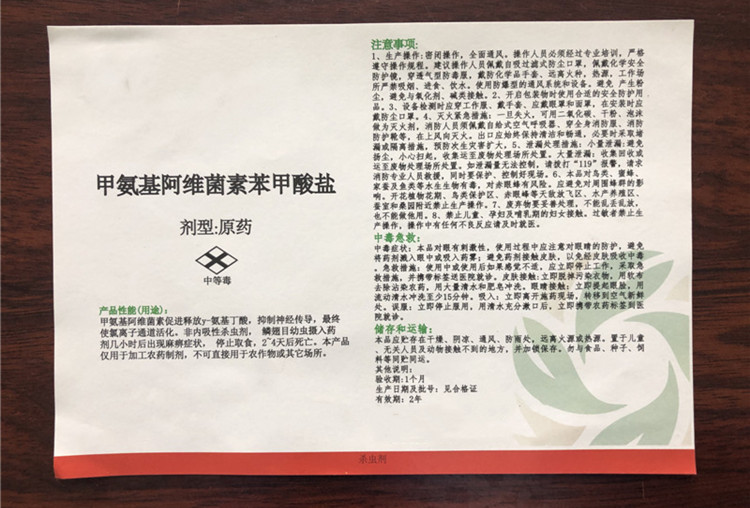 甲氨基阿维菌素苯甲酸盐
剂型:原药
中等毒
产品性能(用途):
甲氨基阿维菌素促进释放γ-氨基丁酸，抑制神经传导，最终
使氯离子通道活化。非内吸性杀虫剂， 鳞翅目幼虫摄入药
剂几小时后出现麻痹症状， 停止取食，2~4天后死亡。本产品
仅用于加工农药制剂，不可直接用于农作物或其它场所。
注意事项:
1、生产操作:密闭操作，全面通风。操作人员必须经过专业培训，严格
遵守操作规程。建议操作人员佩戴自吸过滤式防尘口罩，佩戴化学安全
防护镜，穿透气型防毒服，戴防化学品手套、远离火种、热源，工作场
所严禁吸烟、进食、饮水。使用防爆型的通风系统和设备。避免 产生粉
尘。避免与氧化剂、碱类接触。2、开启包装物时使用合适的安全防护用
品。3、设备检测时应穿工作服、戴手套、应戴眼罩和面罩，在安装时应
戴防尘口罩。4、灭火紧急措施：一旦失火，可用二氧化碳、干粉、泡沫
做为灭火剂，消防人员须佩戴自给式空气呼吸器、穿全身消防服、消防
防护靴等，在上风向灭火。出口应始终保持清洁和畅通，必要时采取堵
漏或隔离措施，预防次生灾害扩大。5、泄漏处理措施：小量泄漏:避免
扬尘，小心扫起，收集运至废物处理场所处置。大量泄漏：收集回收或
运至废物处理场所处置。如泄漏量无法控制，请拨打"119"报警，请求
消防专业人员救援，同时要保护、控制好现场。6、本品对鸟类、蜜蜂、
家蚕及鱼类等水生生物有毒，对赤眼蜂有风险。应避免对周围蜂群的影
响。开花植物花期、鸟类保护区、赤眼蜂等天敌放飞区、水产养殖区、
蚕室和桑园附近禁止生产操作。7、废弃物要妥善处理，不能乱丢乱放，
也不能做他用。8、禁止儿童、孕妇及哺乳期的妇女接触。过敏者禁止生
产操作，操作中有任何不良反应请及时就医。
中毒急救:
中毒症状：本品对眼有刺激性，使用过程中应注意对眼睛的防护。避免
将药剂溅入眼中或吸入药雾；避免药剂接触皮肤，以免经皮肤吸收中毒
。急救措施：使用中或使用后如果感觉不适，应立即停止工作，采取急
救措施，并携带标签送医院就诊。皮肤接触:立即脱掉污染衣物，用软布
去除沾染农药，用大量清水和肥皂冲洗。眼睛接触：立即提起眼睑，用
流动清水冲洗至少15分钟。吸入：立即离开施药现场，转移到空气新鲜
处。误服：立即停止服用，用清水充分漱口后，立即携带农药标签到医
院就诊。
储存和运输:
本品应贮存在干燥、阴凉、通风、防雨处，远离火源或热源。置于儿童
、无关人员及动物接触不到的地方，并加锁保存。勿与食品、种子、饲
料等同贮同运。
其他说明:
验收期:1个月
生产日期及批号：见合格证
有效期：2年
杀虫剂